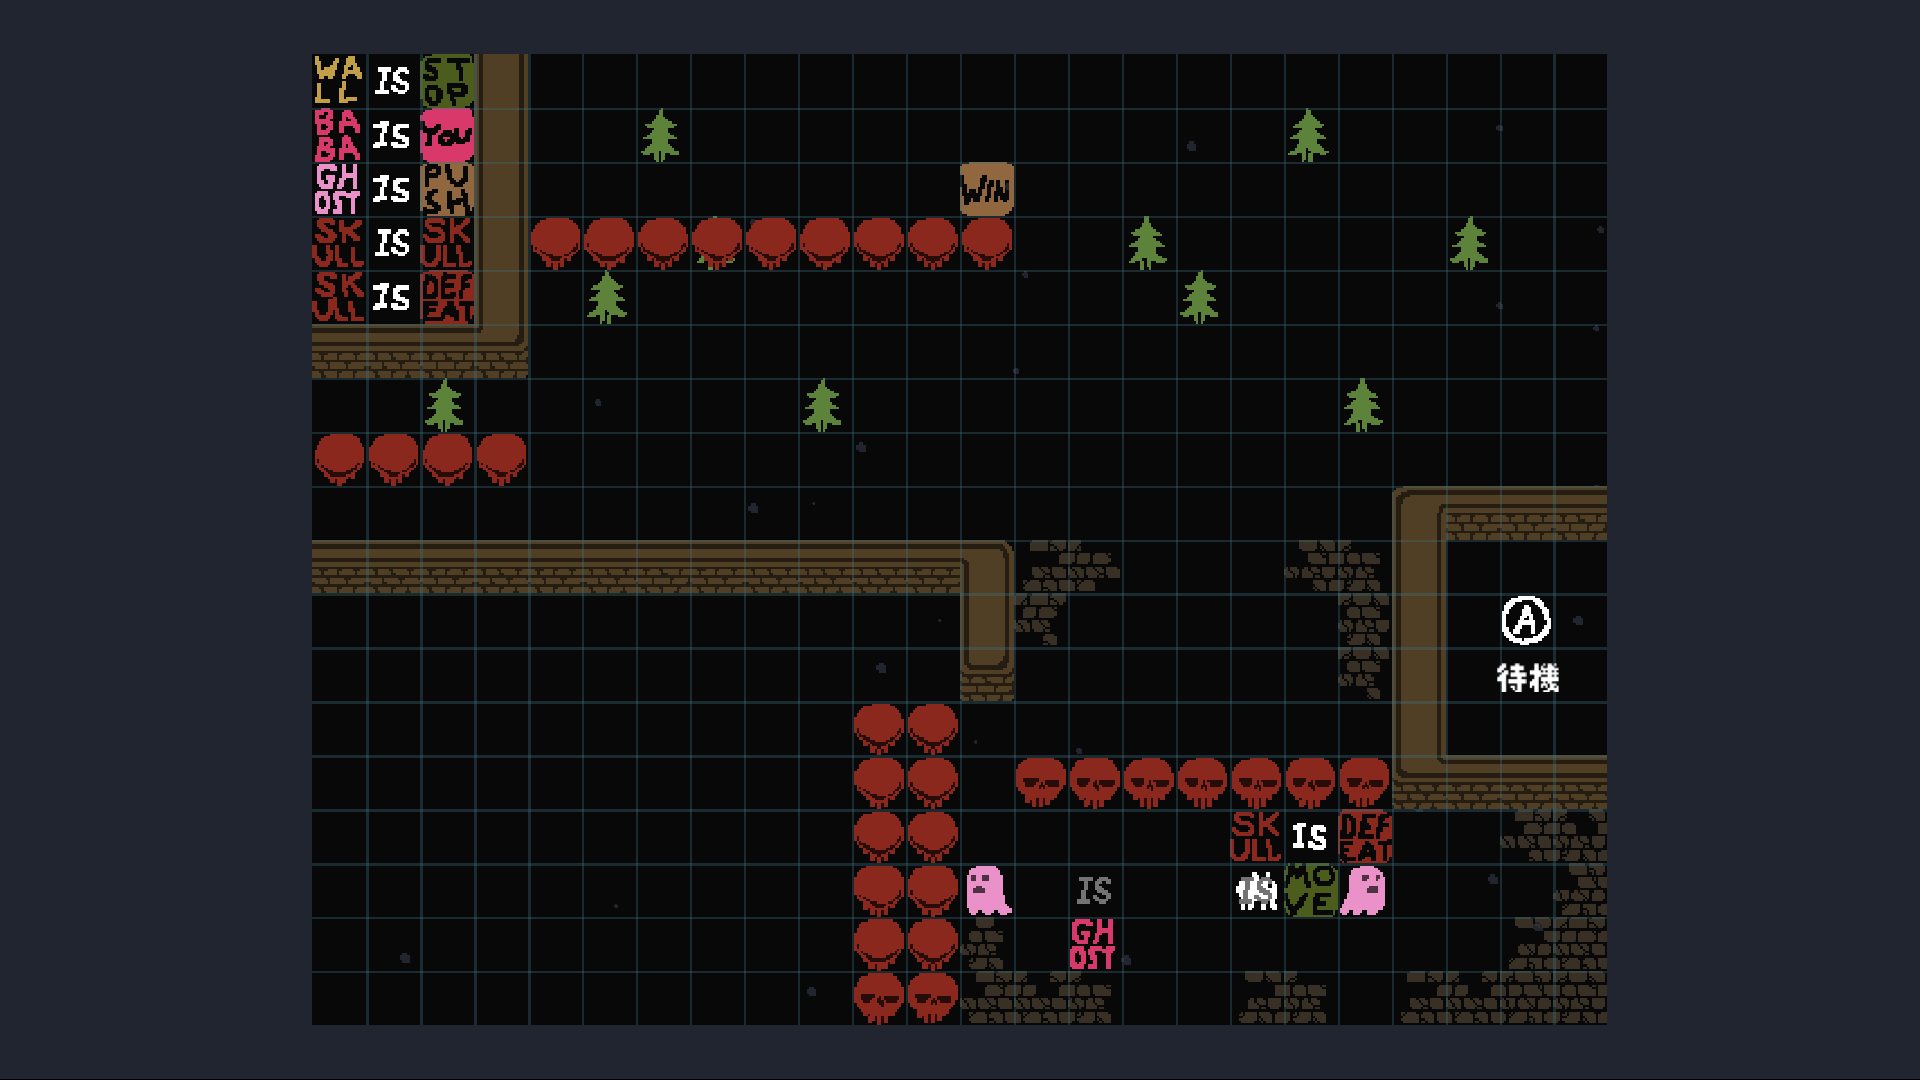 WALL IS STOP
BABA IS YOU
GHOST IS PUSH
SKULL IS SKULL
SKULL IS DEFEAT
WIN
A
待機
SKULL IS DEFEAT
IS IS MOVE
GHOST